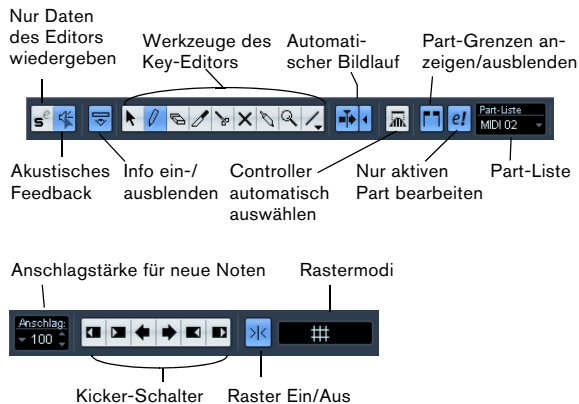 Nur Daten
des Editors
wiedergeben
Werkzeuge des
Key-Editors
Automati-
scher Bildlauf
Part-Grenzen an-
zeigen/ausblenden
se
e!
Part-Liste
MIDI 02
Akustisches
Feedback
Info ein-/
ausblenden
Controller
automatisch
auswählen
Nur aktiven
Part bearbeiten
Part-Liste
Anschlagstärke für neue Noten
Rastermodi
Anschlag:
100
Kicker-Schalter
Raster Ein/Aus